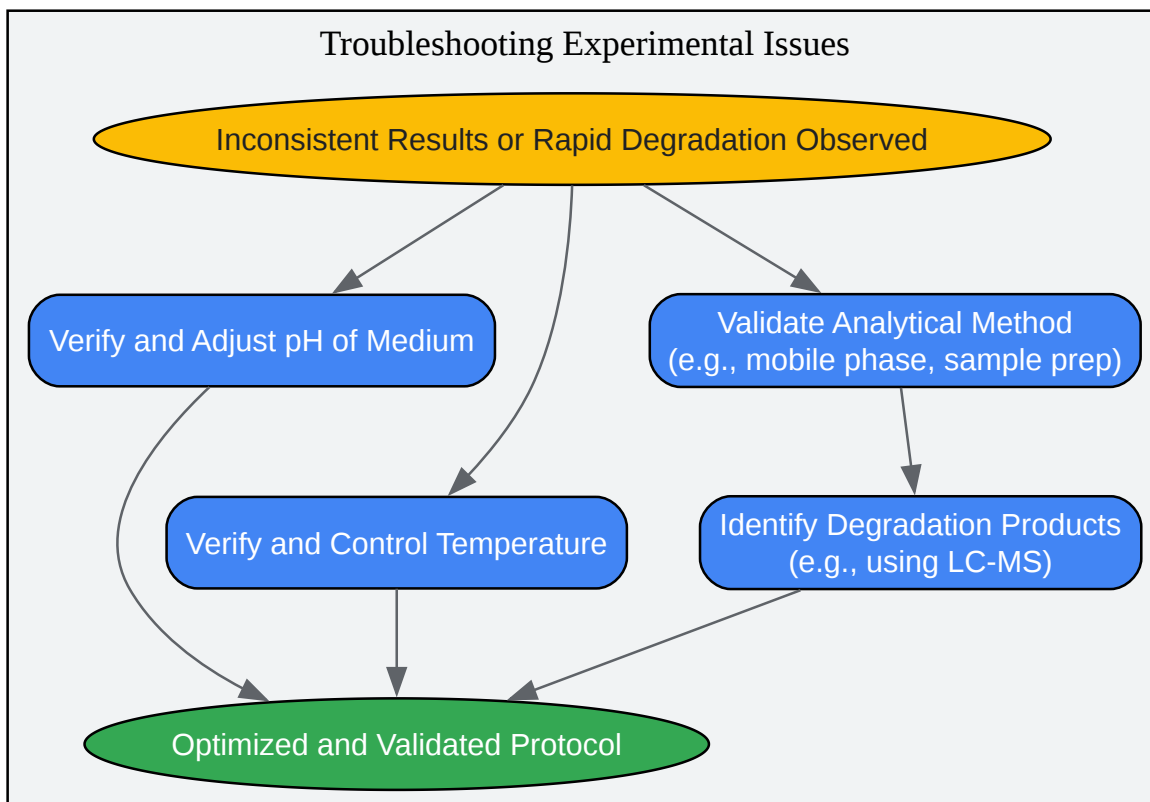 Troubleshooting Experimental Issues
Inconsistent Results or Rapid Degradation Observed
Verify and Adjust pH of Medium
Validate Analytical Method
(e.g., mobile phase, sample prep)
Verify and Control Temperature
Identify Degradation Products
(e.g., using LC-MS)
Optimized and Validated Protocol